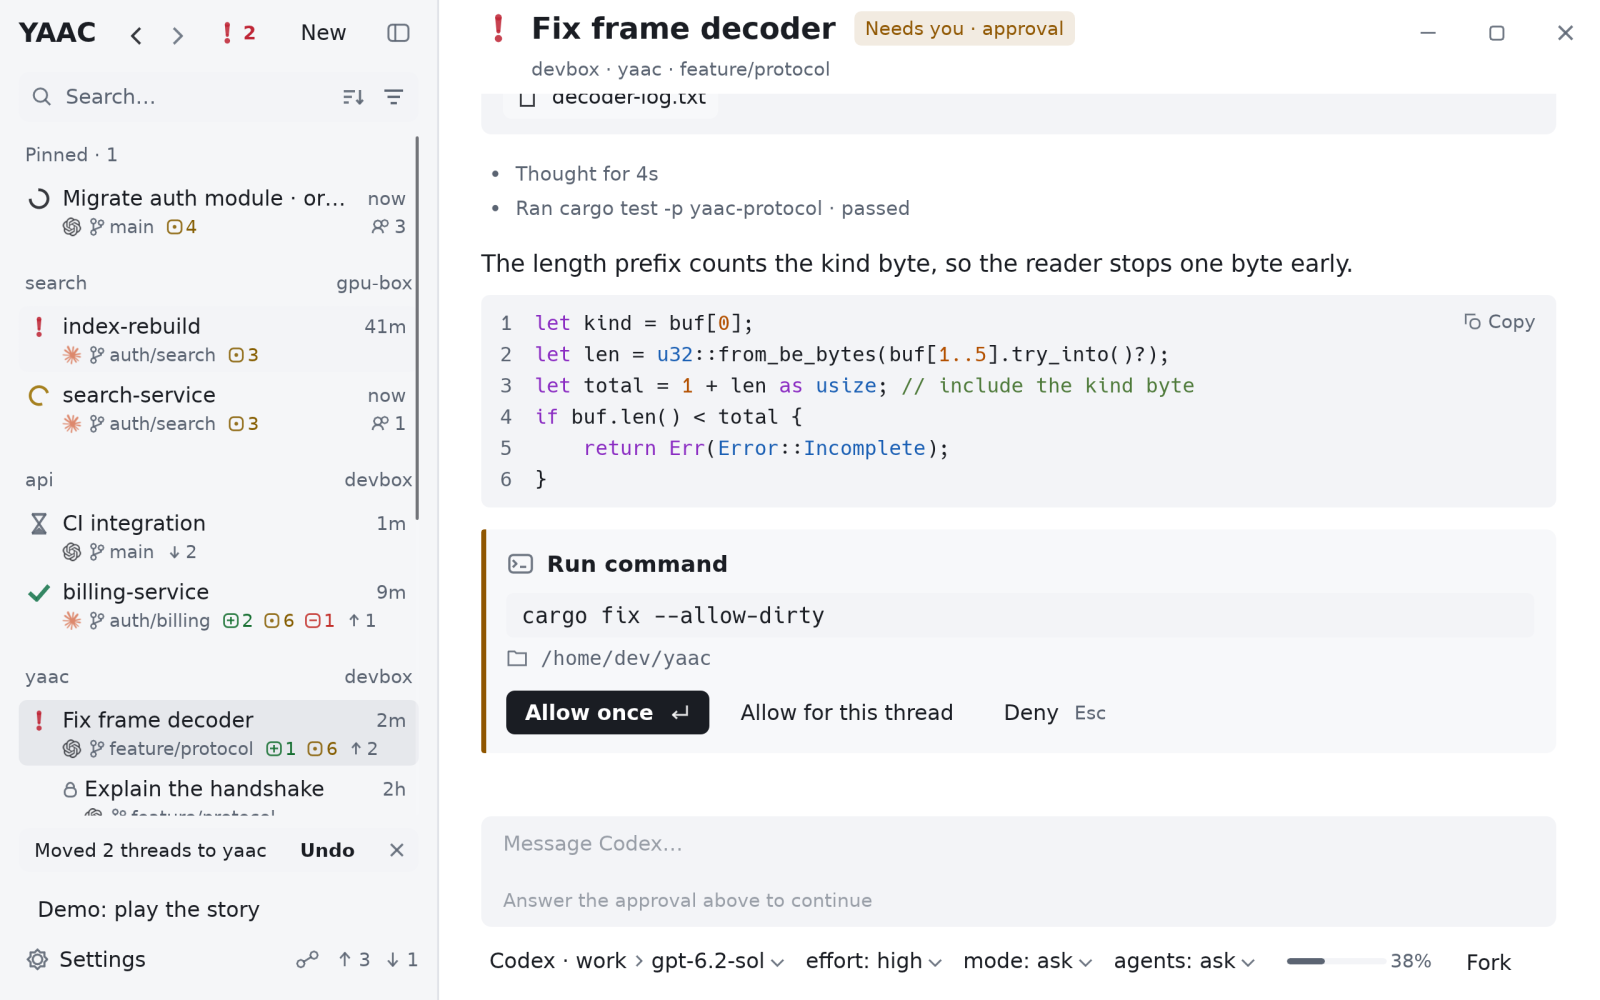 YAAC
2
New
Search…
Pinned · 1
Migrate auth module · or…
now
main
4
3
search
gpu-box
index-rebuild
41m
auth/search
3
search-service
now
auth/search
3
1
api
devbox
CI integration
1m
main
↓ 2
billing-service
9m
auth/billing
2
6
1
↑ 1
yaac
devbox
Fix frame decoder
2m
feature/protocol
1
6
↑ 2
Explain the handshake
2h
feature/protocol
Moved 2 threads to yaac
Undo
Demo: play the story
Settings
↑ 3
↓ 1
Fix frame decoder
Needs you · approval
devbox · yaac · feature/protocol
decoder-log.txt
• Thought for 4s
• Ran cargo test -p yaac-protocol · passed
The length prefix counts the kind byte, so the reader stops one byte early.
Copy
1 let kind = buf[0];
2 let len = u32::from_be_bytes(buf[1..5].try_into()?);
3 let total = 1 + len as usize; // include the kind byte
4 if buf.len() < total {
5     return Err(Error::Incomplete);
6 }
Run command
cargo fix --allow-dirty
/home/dev/yaac
Allow once
Allow for this thread
Deny Esc
Message Codex…
Answer the approval above to continue
Codex · work > gpt-6.2-sol
effort: high
mode: ask
agents: ask
38%
Fork